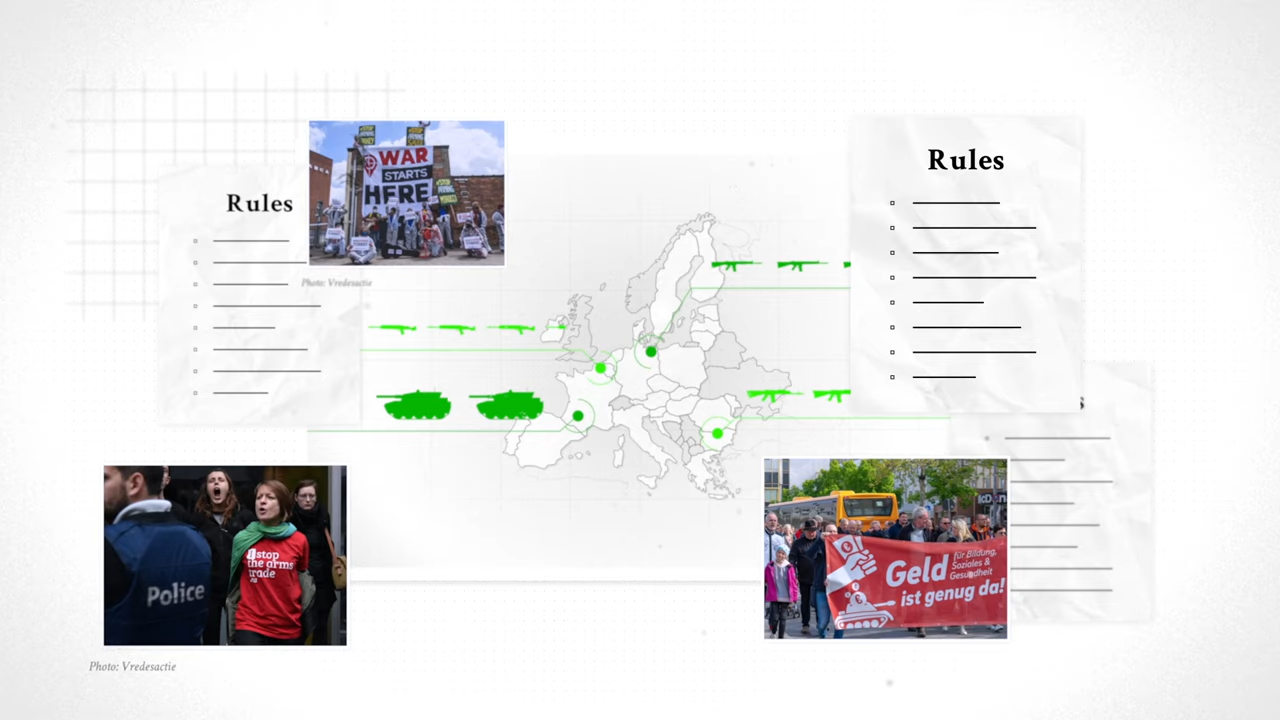 Rules
WAR
STARTS
HERE
Photo: Vredesactie
Rules
Police
stop
the arms
trade
Photo: Vredesactie
Geld
für Bildung,
Soziales &
Gesundheit
ist genug da!